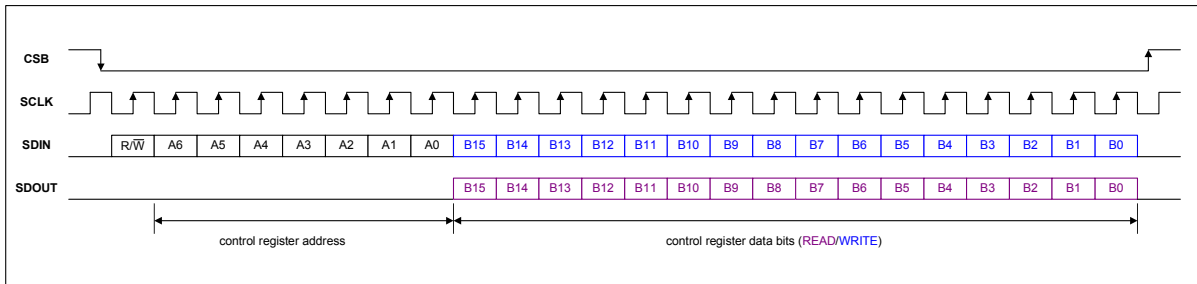 CSB
SCLK
SDIN R/W̅ A6 A5 A4 A3 A2 A1 A0 B15 B14 B13 B12 B11 B10 B9 B8 B7 B6 B5 B4 B3 B2 B1 B0
SDOUT B15 B14 B13 B12 B11 B10 B9 B8 B7 B6 B5 B4 B3 B2 B1 B0
control register address control register data bits (READ/WRITE)